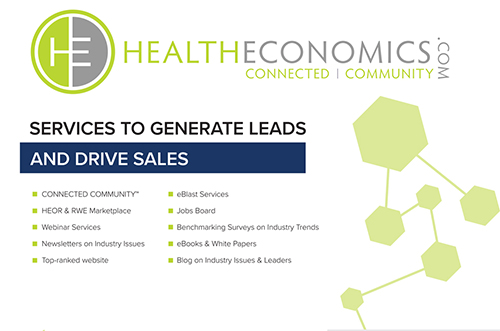 HE
HEALTHECONOMICS.COM
CONNECTED | COMMUNITY
SERVICES TO GENERATE LEADS
AND DRIVE SALES
CONNECTED COMMUNITY™
HEOR & RWE Marketplace
Webinar Services
Newsletters on Industry Issues
Top-ranked website
eBlast Services
Jobs Board
Benchmarking Surveys on Industry Trends
eBooks & White Papers
Blog on Industry Issues & Leaders